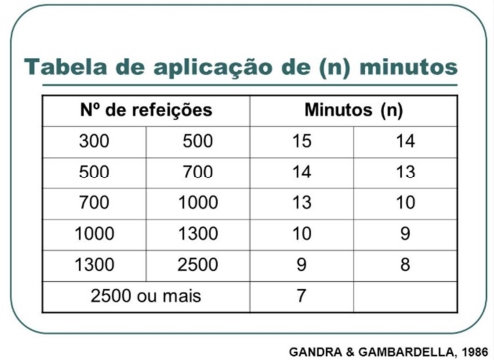 Tabela de aplicação de (n) minutos
Nº de refeições Minutos (n)
300 500 15 14
500 700 14 13
700 1000 13 10
1000 1300 10 9
1300 2500 9 8
2500 ou mais 7
GANDRA & GAMBARDELLA, 1986